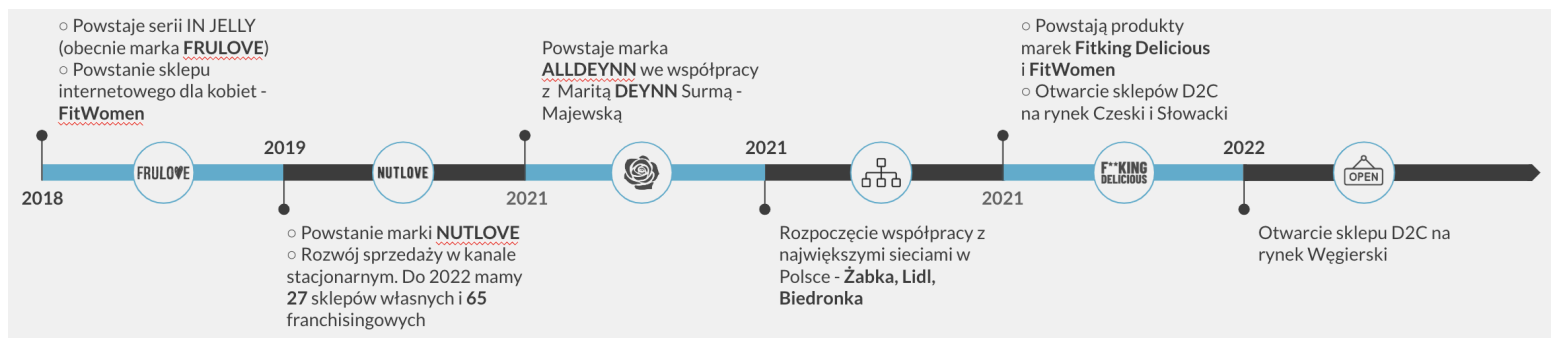 ○ Powstaje serii IN JELLY
(obecnie marka FRULOVE)
○ Powstanie sklepu
internetowego dla kobiet -
FitWomen
2018
FRULOVE
2019
○ Powstanie marki NUTLOVE
○ Rozwój sprzedaży w kanale
stacjonarnym. Do 2022 mamy
27 sklepów własnych i 65
franchisingowych
NUTLOVE
Powstaje marka
ALLDEYNN we współpracy
z Maritą DEYNN Surmą -
Majewską
2021
2021
Rozpoczęcie współpracy z
największymi sieciami w
Polsce - Żabka, Lidl,
Biedronka
○ Powstają produkty
marek Fitking Delicious
i FitWomen
○ Otwarcie sklepów D2C
na rynek Czeski i Słowacki
2021
F**KING
DELICIOUS
2022
OPEN
Otwarcie sklepu D2C na
rynek Węgierski